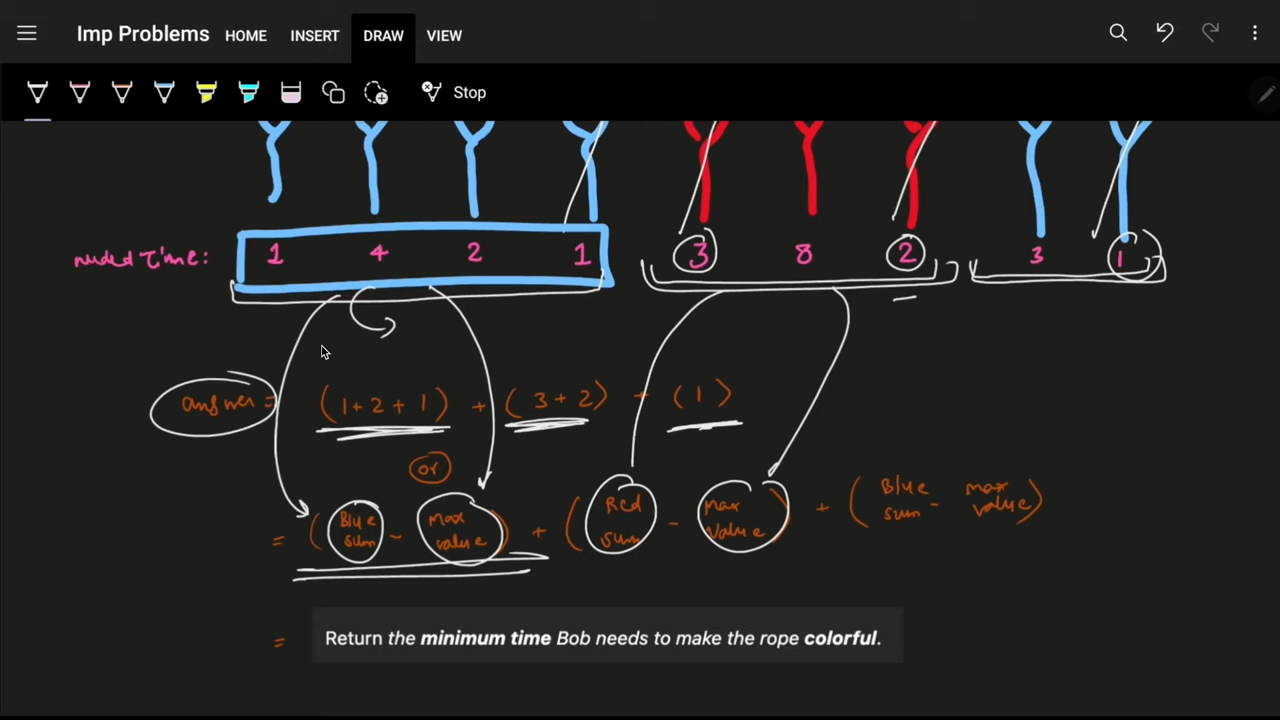 Imp Problems HOME INSERT DRAW VIEW
Stop
needed Time: 1 4 2 1 3 8 2 3 1
answer = (1+2+1) + (3+2) + (1)
or
= (Blue sum - max value) + (Red sum - max value) + (Blue sum - max value)
= Return the minimum time Bob needs to make the rope colorful.